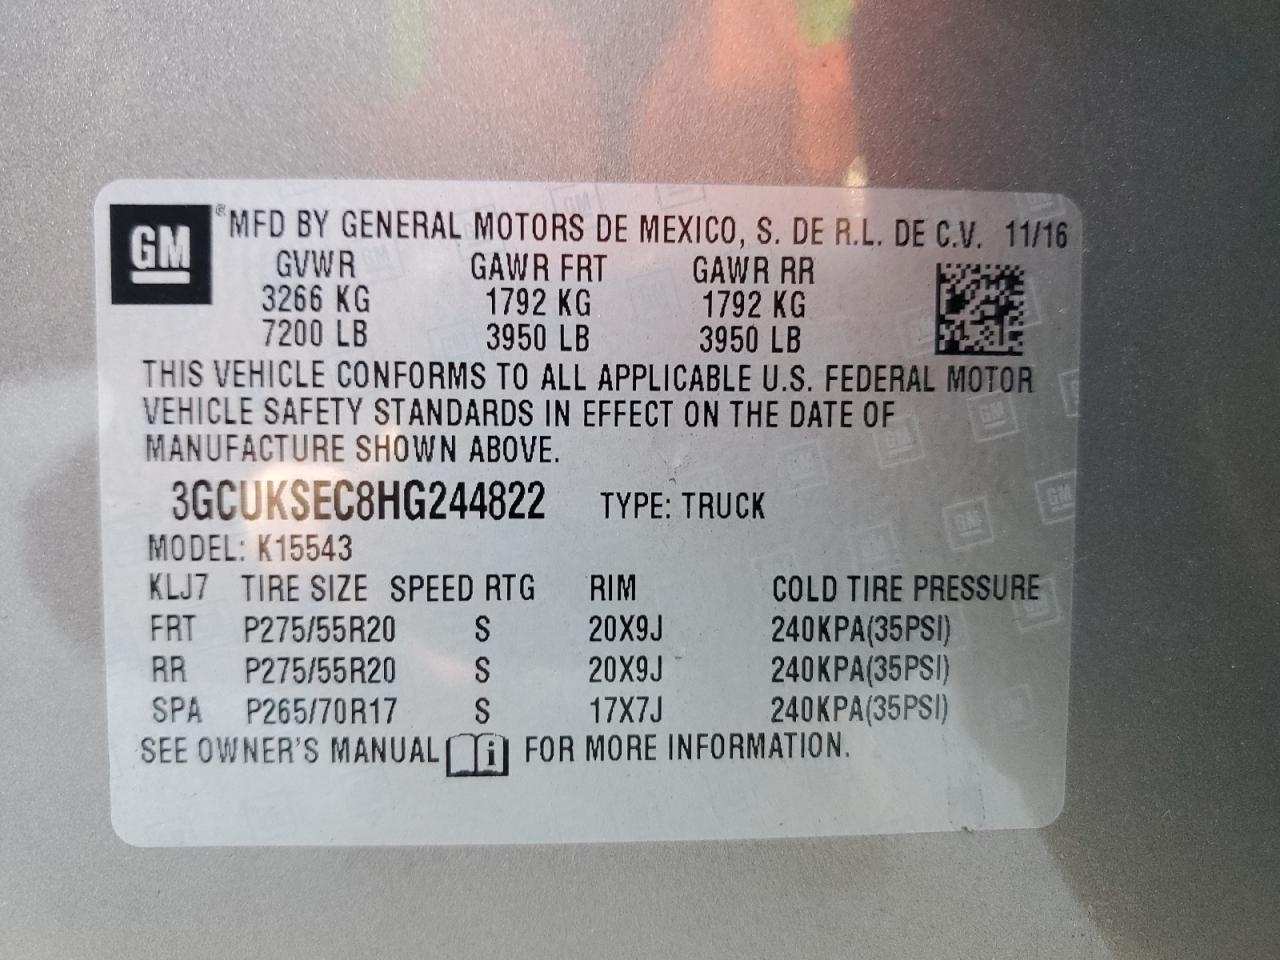 GM
® MFD BY GENERAL MOTORS DE MEXICO, S. DE R.L. DE C.V. 11/16
GVWR GAWR FRT GAWR RR
3266 KG 1792 KG 1792 KG
7200 LB 3950 LB 3950 LB
THIS VEHICLE CONFORMS TO ALL APPLICABLE U.S. FEDERAL MOTOR
VEHICLE SAFETY STANDARDS IN EFFECT ON THE DATE OF
MANUFACTURE SHOWN ABOVE.
3GCUKSEC8HG244822 TYPE: TRUCK
MODEL: K15543
KLJ7 TIRE SIZE SPEED RTG RIM COLD TIRE PRESSURE
FRT P275/55R20 S 20X9J 240KPA(35PSI)
RR P275/55R20 S 20X9J 240KPA(35PSI)
SPA P265/70R17 S 17X7J 240KPA(35PSI)
SEE OWNER'S MANUAL i FOR MORE INFORMATION.